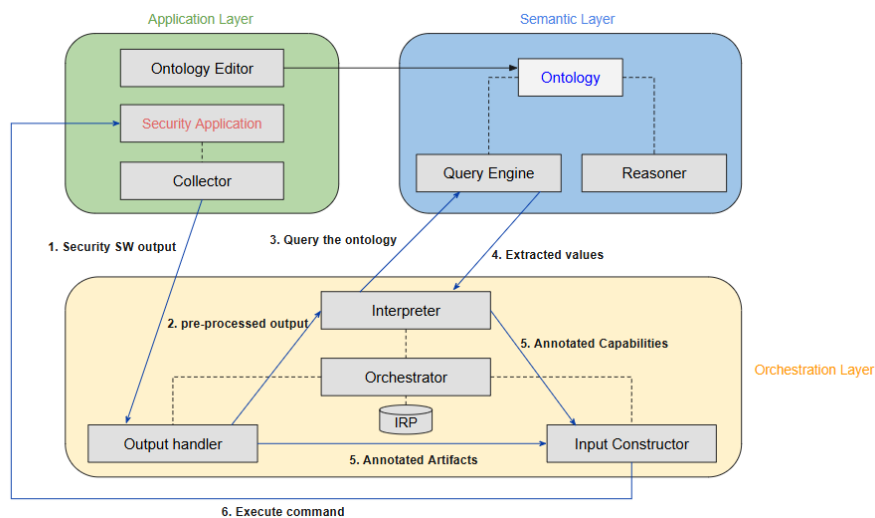 Application Layer
Semantic Layer
Ontology Editor
Ontology
Security Application
Collector
Query Engine
Reasoner
1. Security SW output
3. Query the ontology
4. Extracted values
Interpreter
2. pre-processed output
5. Annotated Capabilities
Orchestrator
Orchestration Layer
IRP
Output handler
Input Constructor
5. Annotated Artifacts
6. Execute command